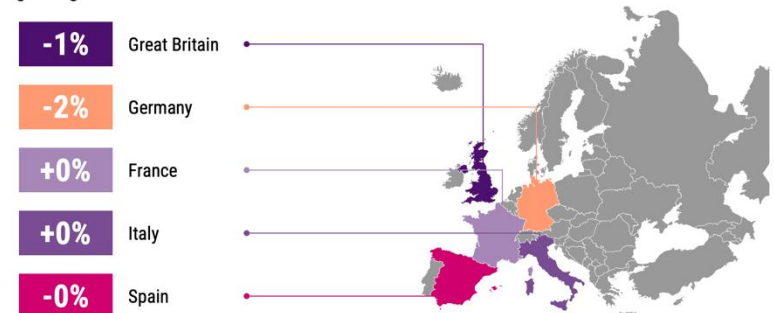 -1% Great Britain
-2% Germany
+0% France
+0% Italy
-0% Spain